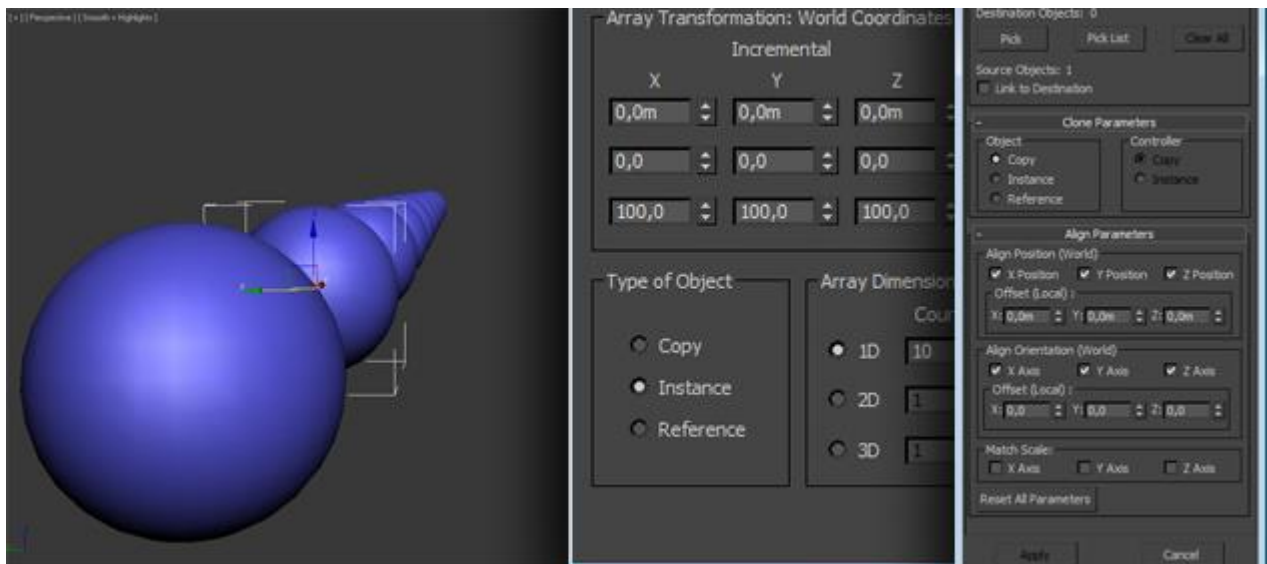 [ + ] [ Perspective ] [ Smooth + Highlights ]
Array Transformation: World Coordinates
Incremental
X Y Z
0,0m 0,0m 0,0m
0,0 0,0 0,0
100,0 100,0 100,0
Type of Object
Copy
Instance
Reference
Array Dimension
Cour
1D 10
2D 1
3D 1
Destination Objects: 0
Pick Pick List Clear All
Source Objects: 1
Link to Destination
- Clone Parameters
Object Controller
Copy Copy
Instance Instance
Reference
- Align Parameters
Align Position (World)
X Position Y Position Z Position
Offset (Local) :
X: 0,0m Y: 0,0m Z: 0,0m
Align Orientation (World)
X Axis Y Axis Z Axis
Offset (Local) :
X: 0,0 Y: 0,0 Z: 0,0
Match Scale:
X Axis Y Axis Z Axis
Reset All Parameters
Apply Cancel